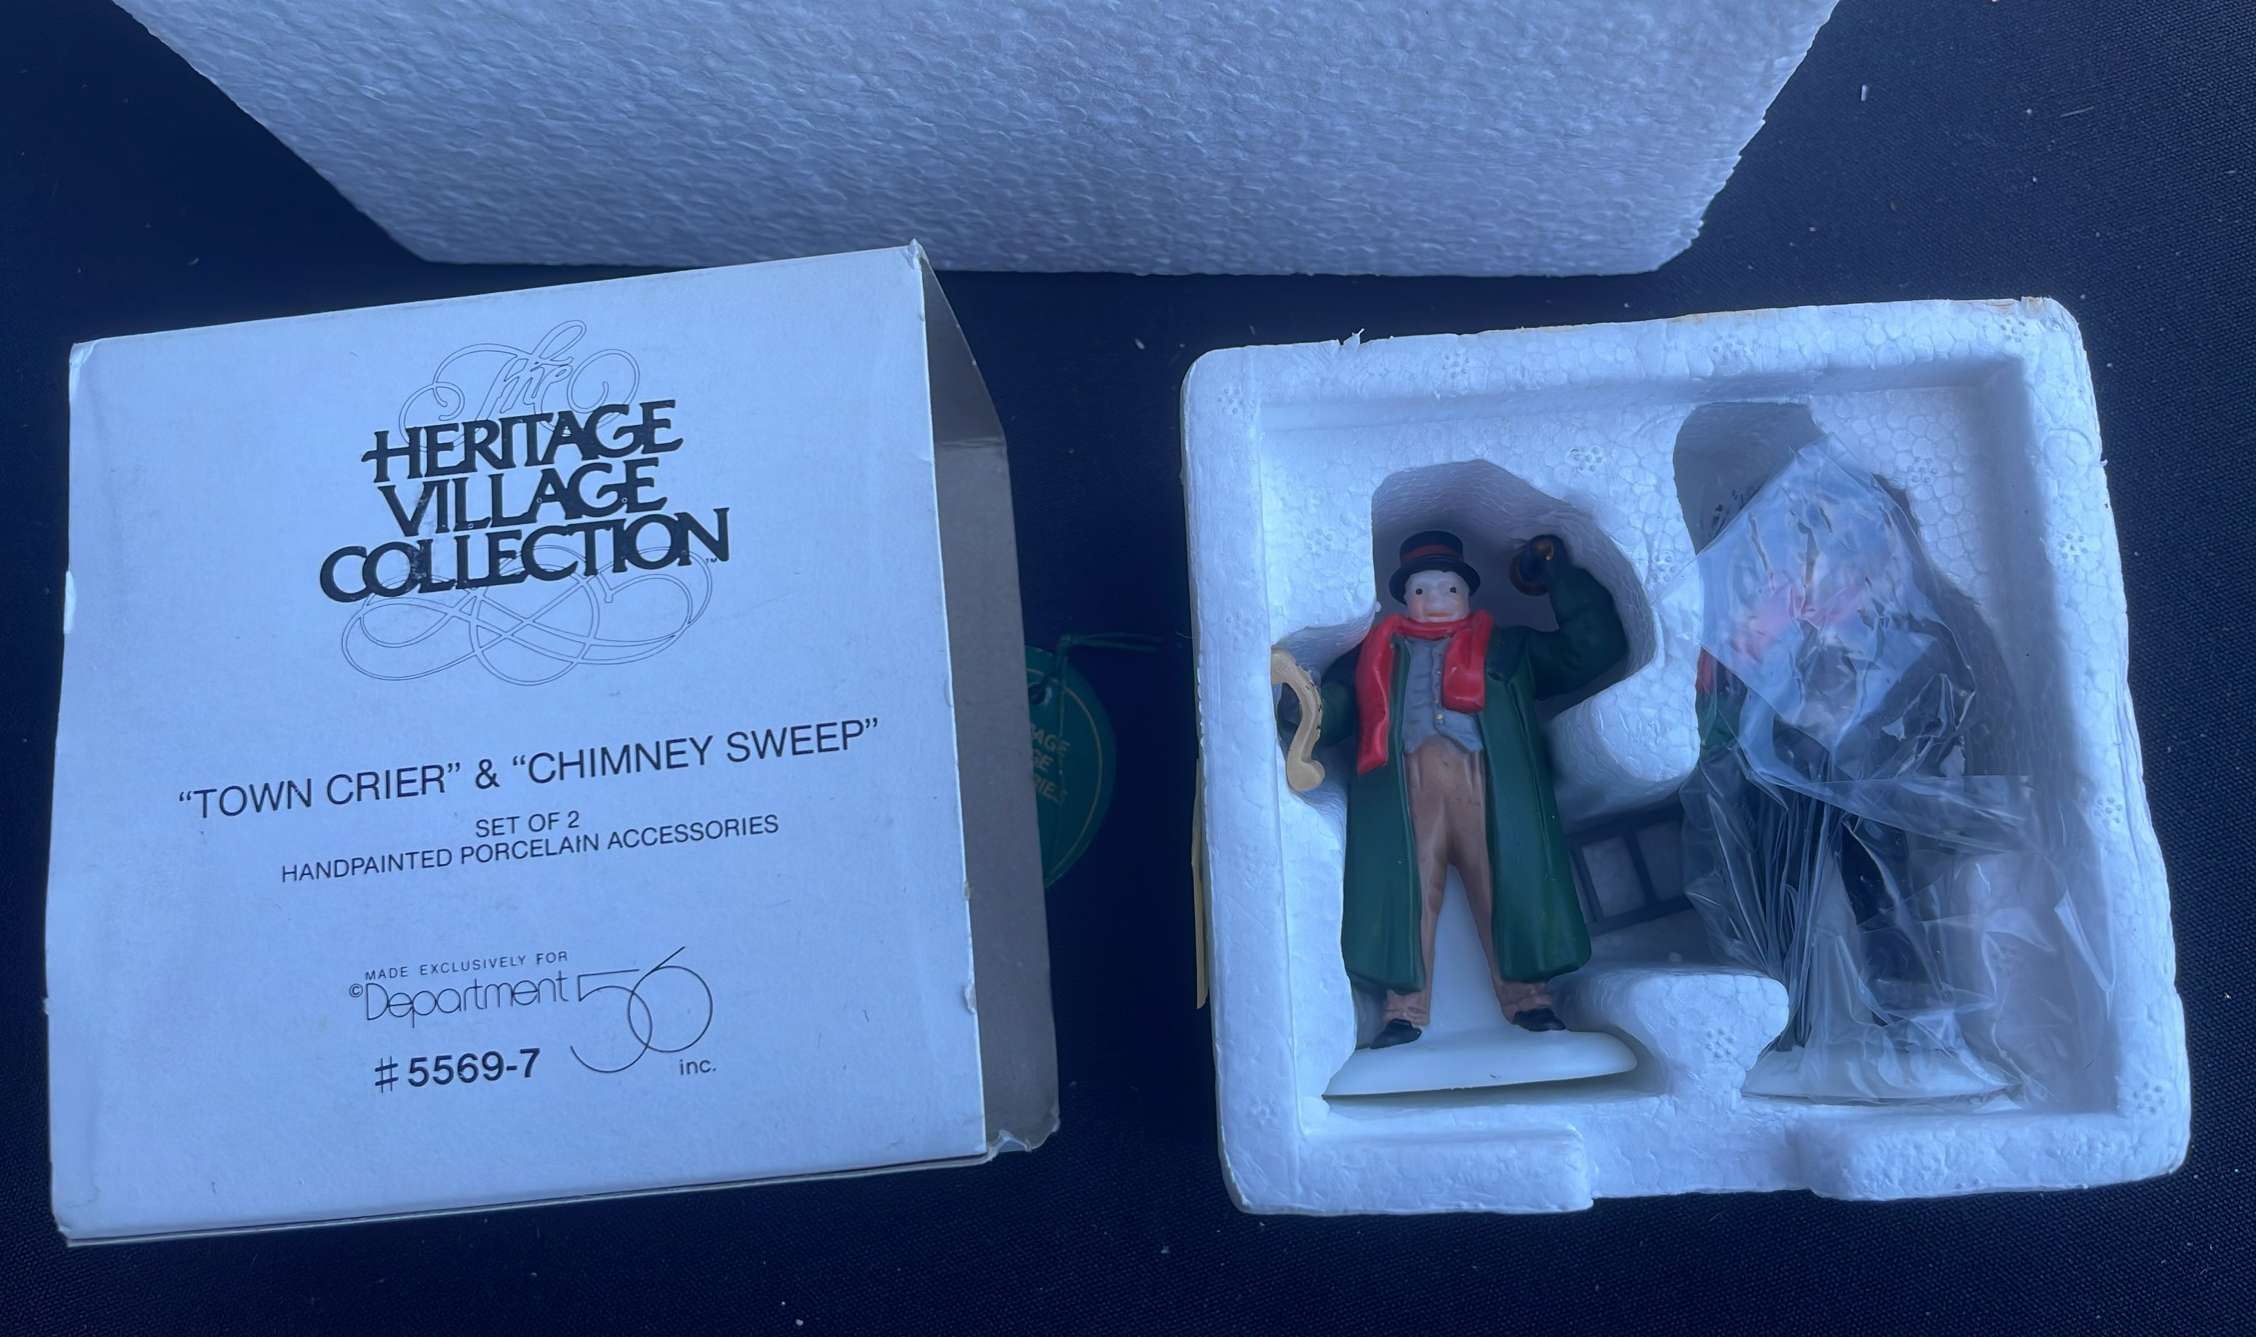 The
HERITAGE
VILLAGE
COLLECTION™
“TOWN CRIER” & “CHIMNEY SWEEP”
SET OF 2
HANDPAINTED PORCELAIN ACCESSORIES
MADE EXCLUSIVELY FOR
©Department 56
inc.
#5569-7